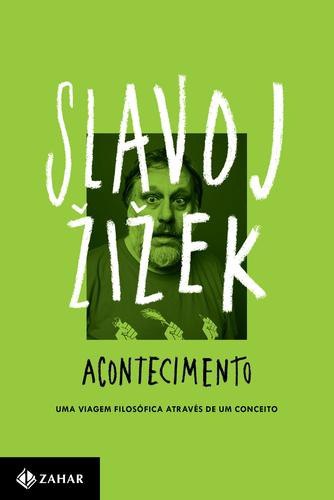 SLAVOJ
ŽIŽEK
ACONTECIMENTO
UMA VIAGEM FILOSÓFICA ATRAVÉS DE UM CONCEITO
ZAHAR